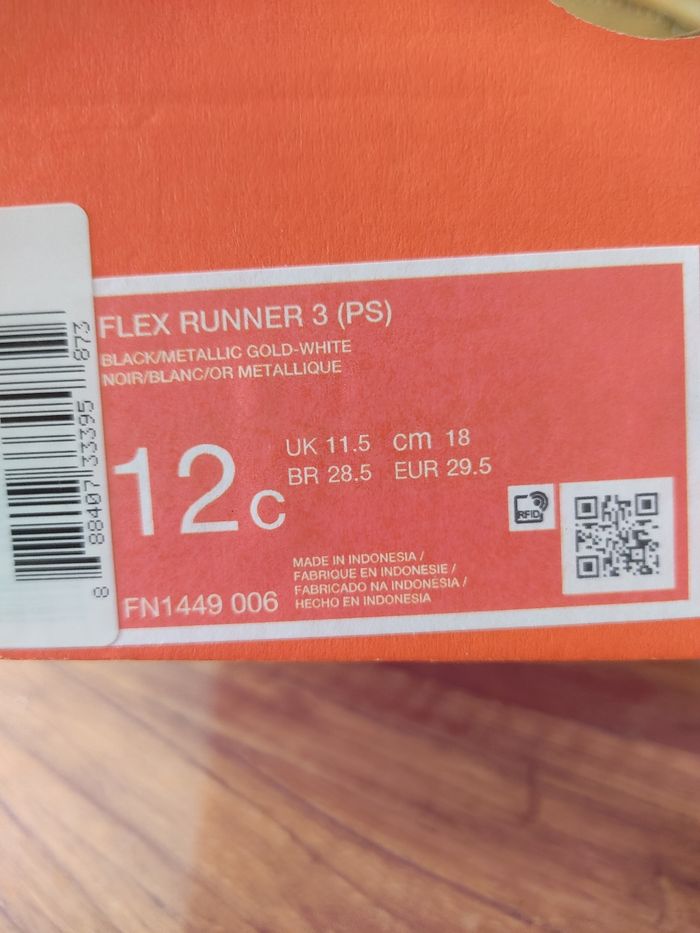 FLEX RUNNER 3 (PS)
BLACK/METALLIC GOLD-WHITE
NOIR/BLANC/OR METALLIQUE
12c
UK 11.5 cm 18
BR 28.5 EUR 29.5
RFID
MADE IN INDONESIA /
FABRIQUE EN INDONESIE /
FABRICADO NA INDONÉSIA /
HECHO EN INDONESIA
FN1449 006
8 88407 33395 873